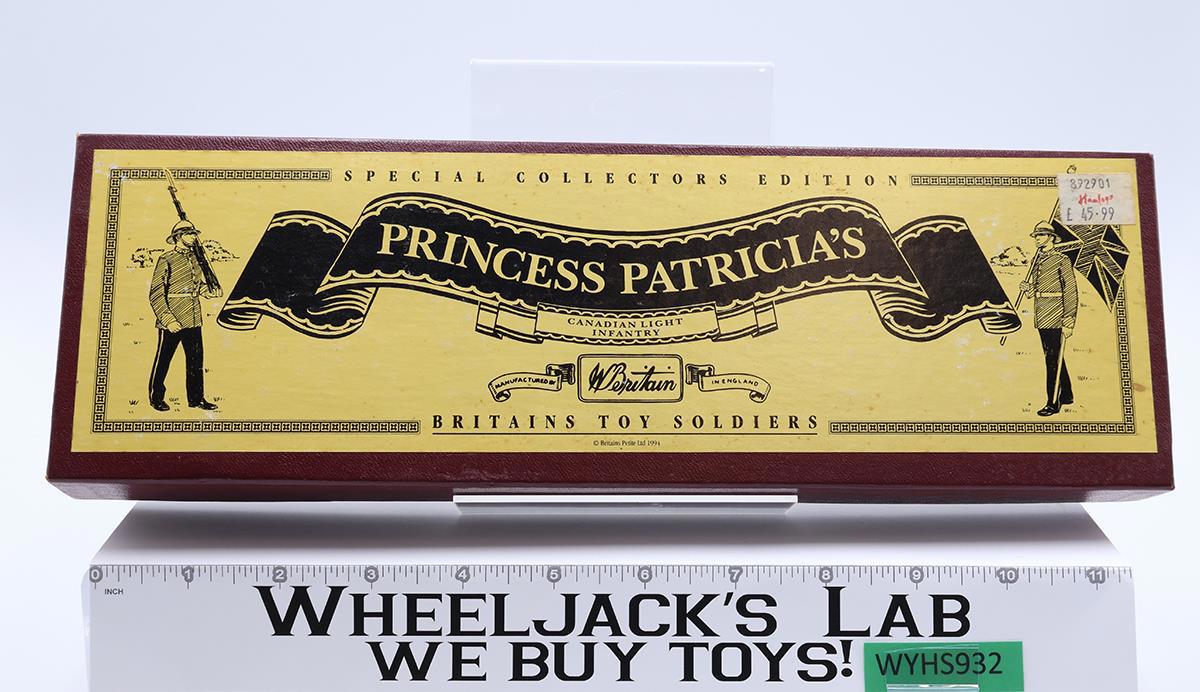 SPECIAL COLLECTORS EDITION
892901
Hamleys
£ 45·99
PRINCESS PATRICIA'S
CANADIAN LIGHT
INFANTRY
MANUFACTURED BY
W Britain
IN ENGLAND
BRITAINS TOY SOLDIERS
© Britains Petite Ltd 1994
0 1 2 3 4 5 6 7 8 9 10 11
INCH
WHEELJACK'S LAB
WE BUY TOYS!
WYHS932